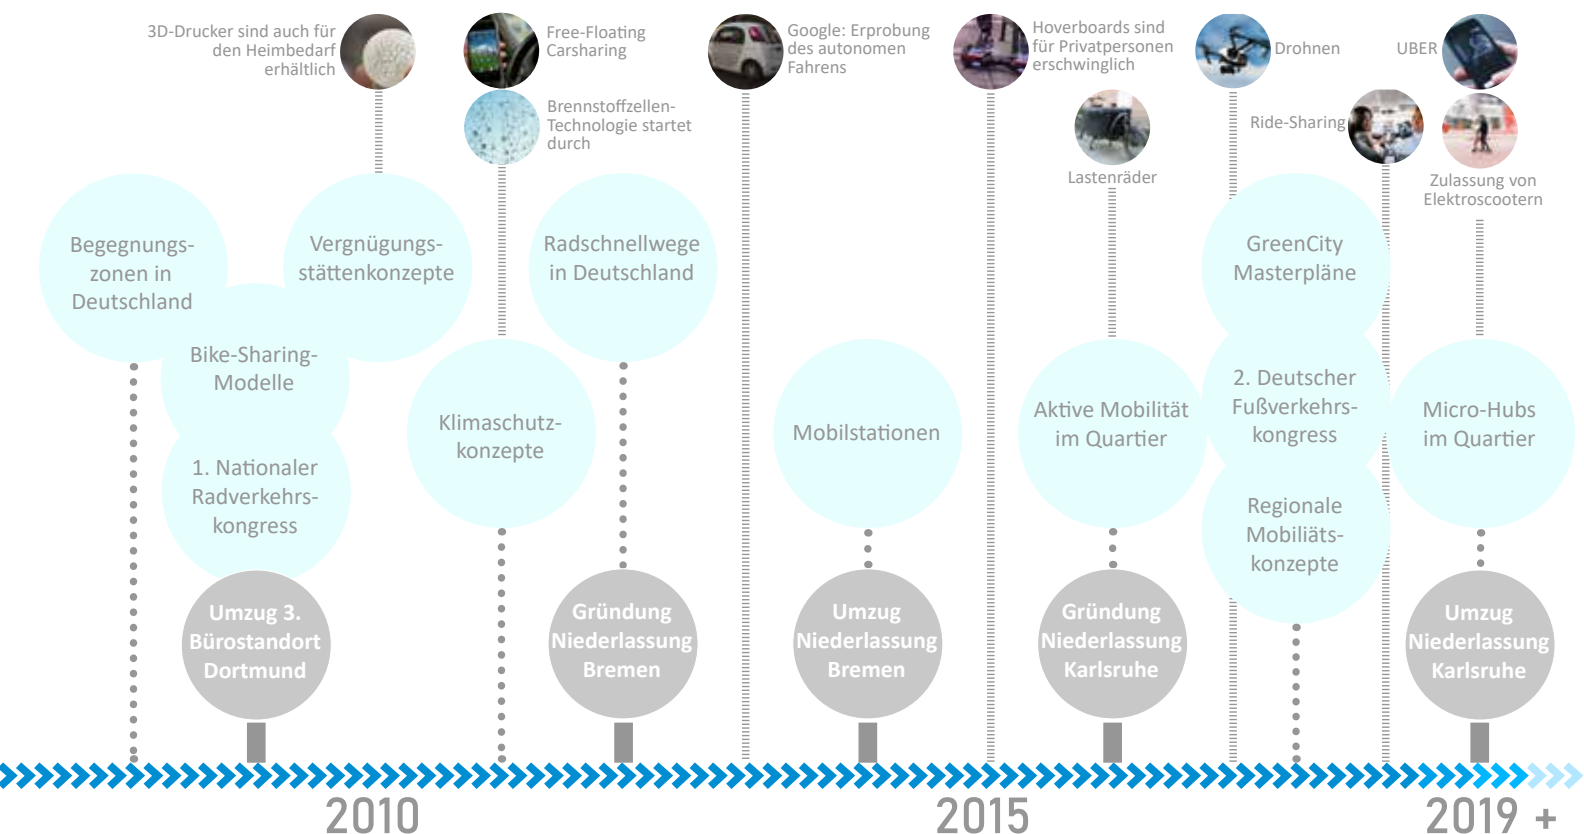 3D-Drucker sind auch für
den Heimbedarf
erhältlich
Free-Floating
Carsharing
Brennstoffzellen-
Technologie startet
durch
Google: Erprobung
des autonomen
Fahrens
Hoverboards sind
für Privatpersonen
erschwinglich
Lastenräder
Drohnen
Ride-Sharing
UBER
Zulassung von
Elektroscootern
Begegnungs-
zonen in
Deutschland
Bike-Sharing-
Modelle
1. Nationaler
Radverkehrs-
kongress
Vergnügungs-
stättenkonzepte
Klimaschutz-
konzepte
Radschnellwege
in Deutschland
Mobilstationen
Aktive Mobilität
im Quartier
GreenCity
Masterpläne
2. Deutscher
Fußverkehrs-
kongress
Regionale
Mobiliäts-
konzepte
Micro-Hubs
im Quartier
Umzug 3.
Bürostandort
Dortmund
Gründung
Niederlassung
Bremen
Umzug
Niederlassung
Bremen
Gründung
Niederlassung
Karlsruhe
Umzug
Niederlassung
Karlsruhe
2010
2015
2019 +